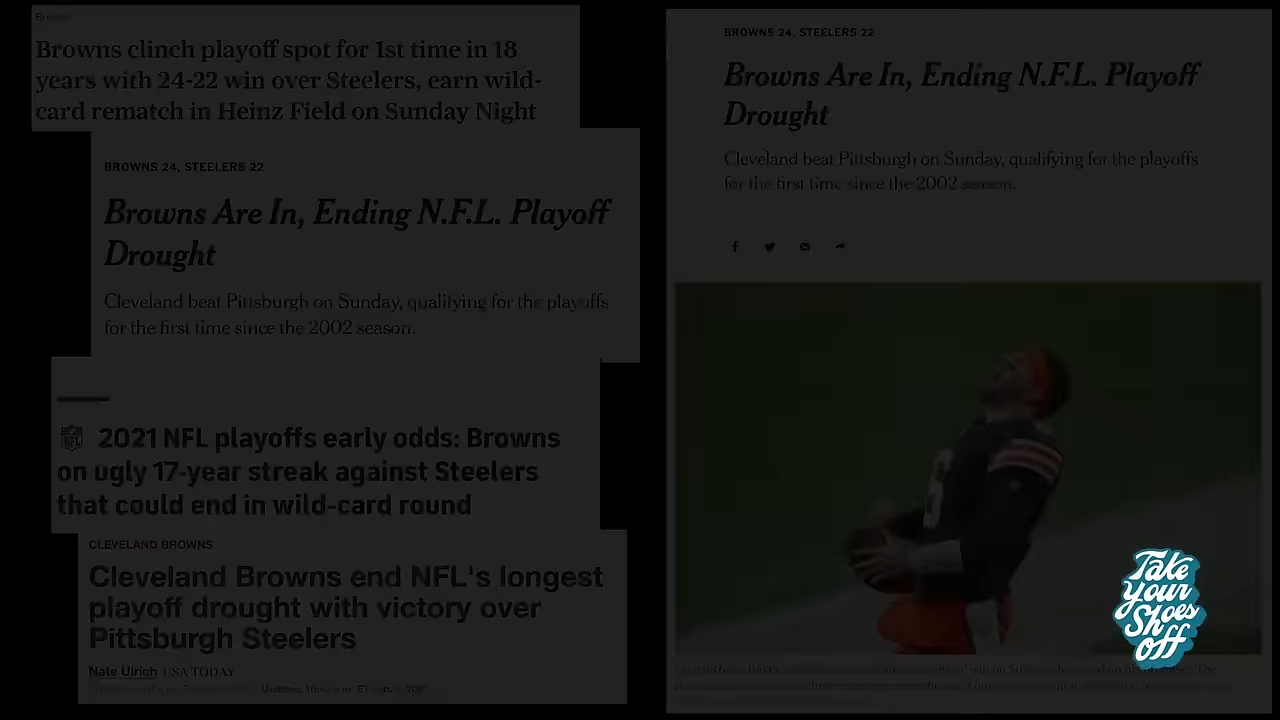 Browns
Browns clinch playoff spot for 1st time in 18
years with 24-22 win over Steelers, earn wild-
card rematch in Heinz Field on Sunday Night
BROWNS 24, STEELERS 22
Browns Are In, Ending N.F.L. Playoff
Drought
Cleveland beat Pittsburgh on Sunday, qualifying for the playoffs
for the first time since the 2002 season.
2021 NFL playoffs early odds: Browns
on ugly 17-year streak against Steelers
that could end in wild-card round
CLEVELAND BROWNS
Cleveland Browns end NFL's longest
playoff drought with victory over
Pittsburgh Steelers
Nate Ulrich USA TODAY
BROWNS 24, STEELERS 22
Browns Are In, Ending N.F.L. Playoff
Drought
Cleveland beat Pittsburgh on Sunday, qualifying for the playoffs
for the first time since the 2002 season.
6
Take
your
Shoes
off